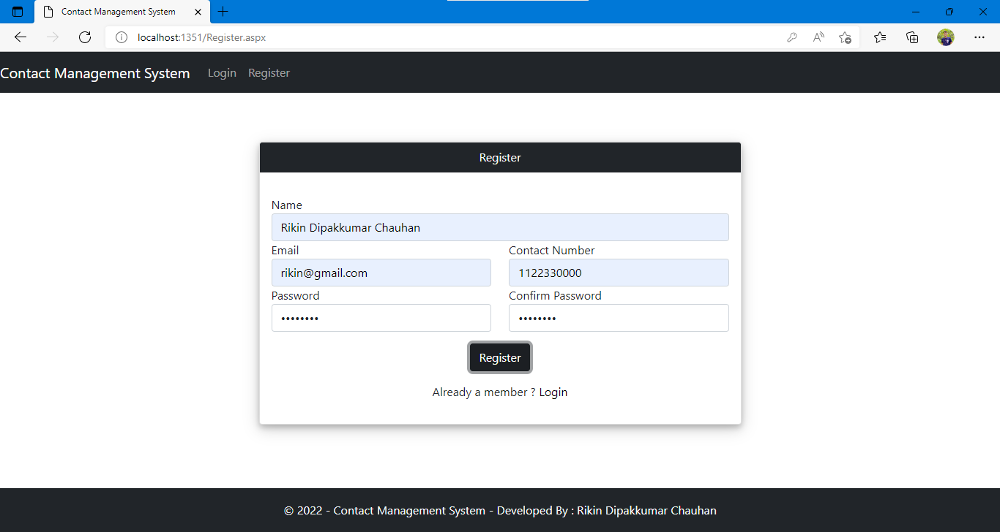 Contact Management System
localhost:1351/Register.aspx
Contact Management System Login Register
Register
Name
Rikin Dipakkumar Chauhan
Email Contact Number
rikin@gmail.com 1122330000
Password Confirm Password
•••••••• ••••••••
Register
Already a member ? Login
© 2022 - Contact Management System - Developed By : Rikin Dipakkumar Chauhan